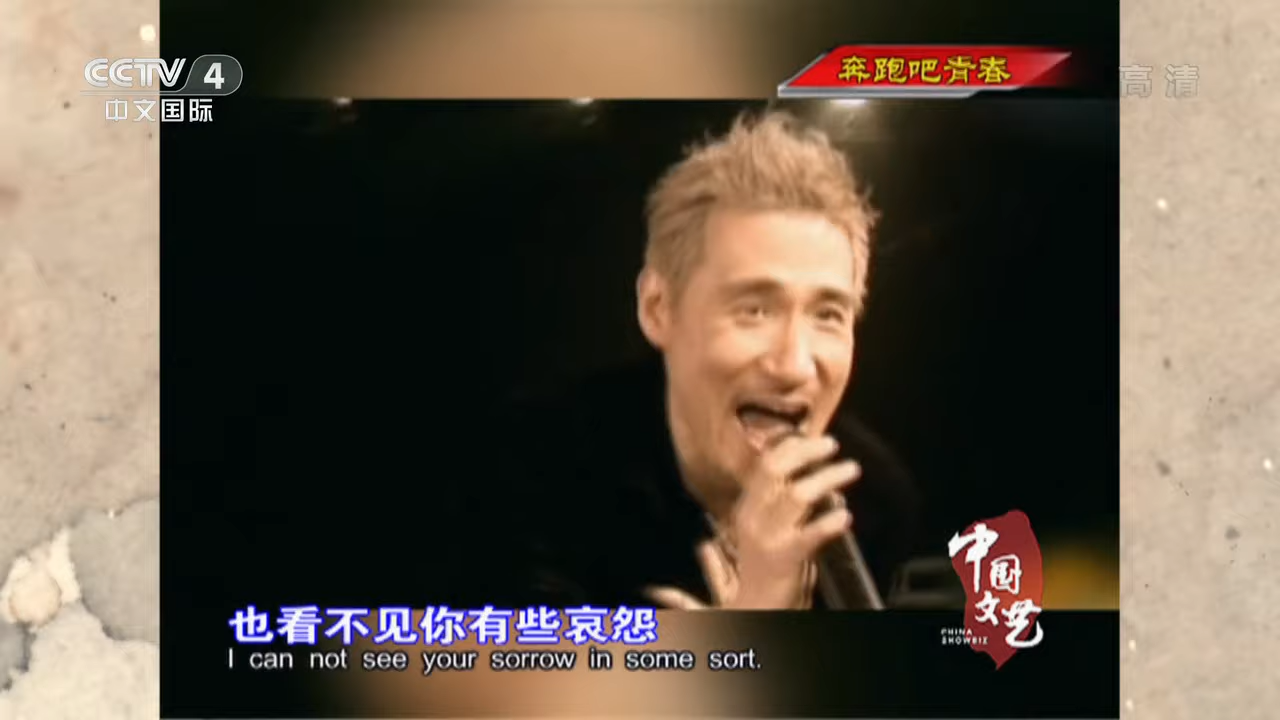 CCTV 4
中文国际
奔跑吧青春
高清
中国文艺
CHINA
SHOWBIZ
也看不见你有些哀怨
I can not see your sorrow in some sort.